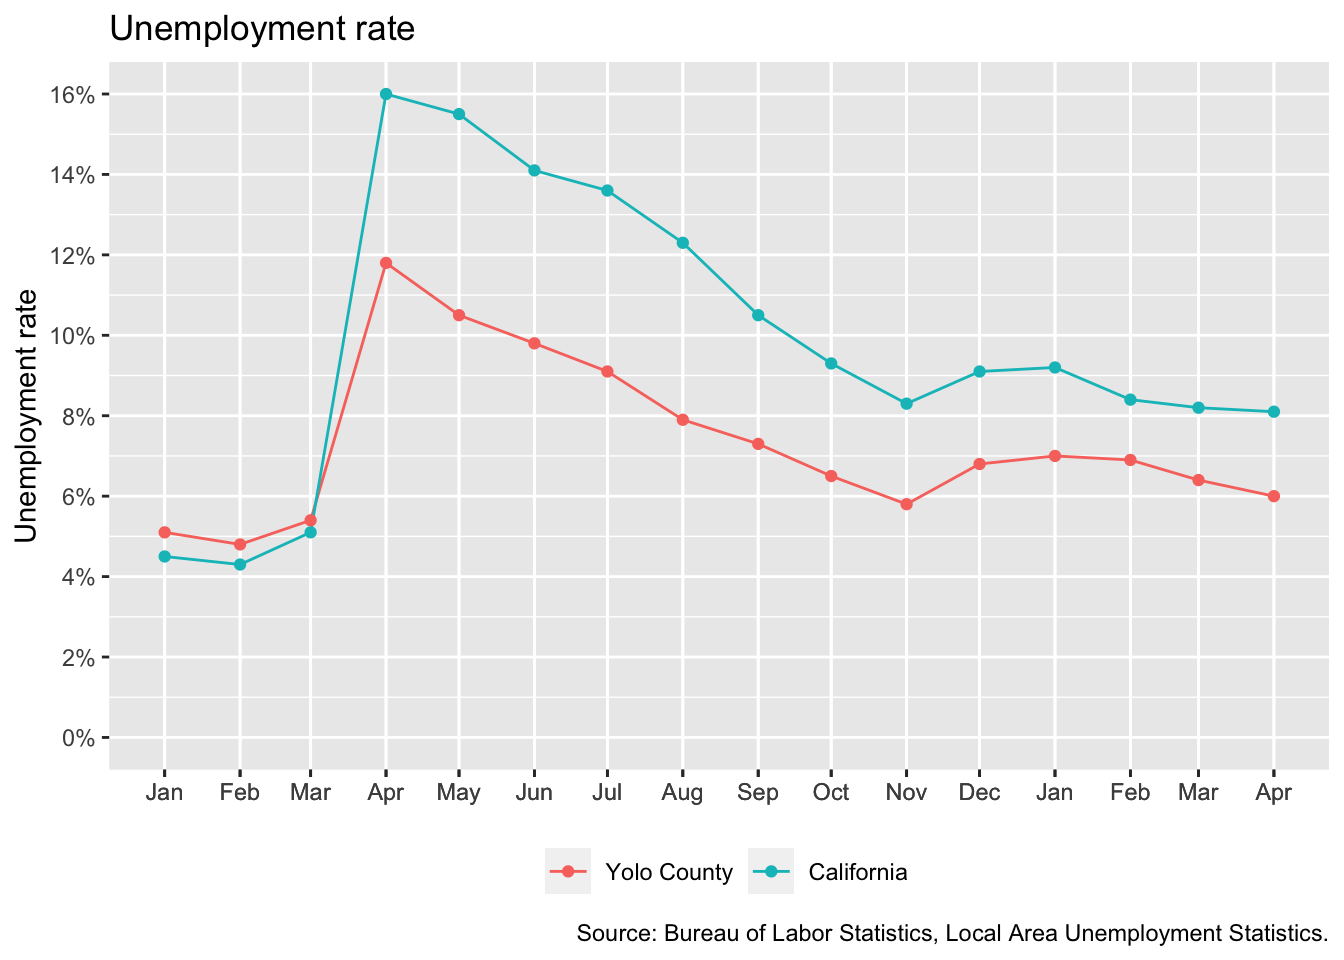 Unemployment rate
Unemployment rate
16%
14%
12%
10%
8%
6%
4%
2%
0%
Jan Feb Mar Apr May Jun Jul Aug Sep Oct Nov Dec Jan Feb Mar Apr
Yolo County California
Source: Bureau of Labor Statistics, Local Area Unemployment Statistics.